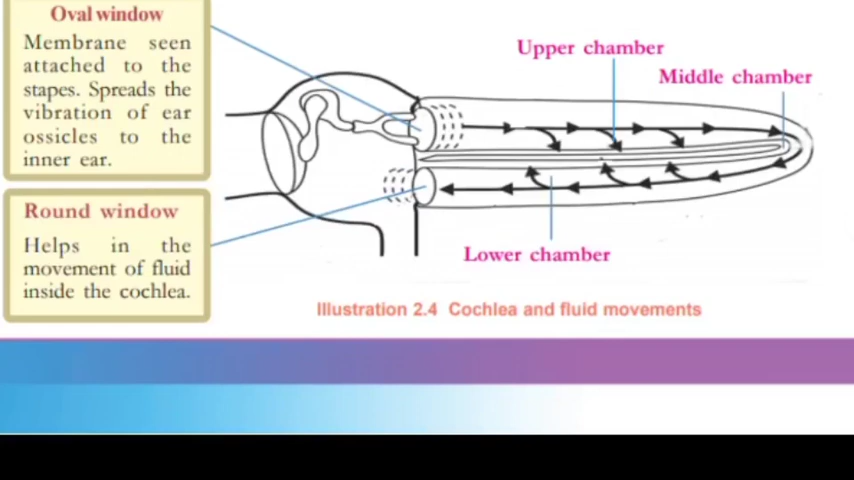 Oval window
Membrane seen
attached to the
stapes. Spreads the
vibration of ear
ossicles to the
inner ear.
Round window
Helps in the
movement of fluid
inside the cochlea.
Upper chamber
Middle chamber
Lower chamber
Illustration 2.4 Cochlea and fluid movements